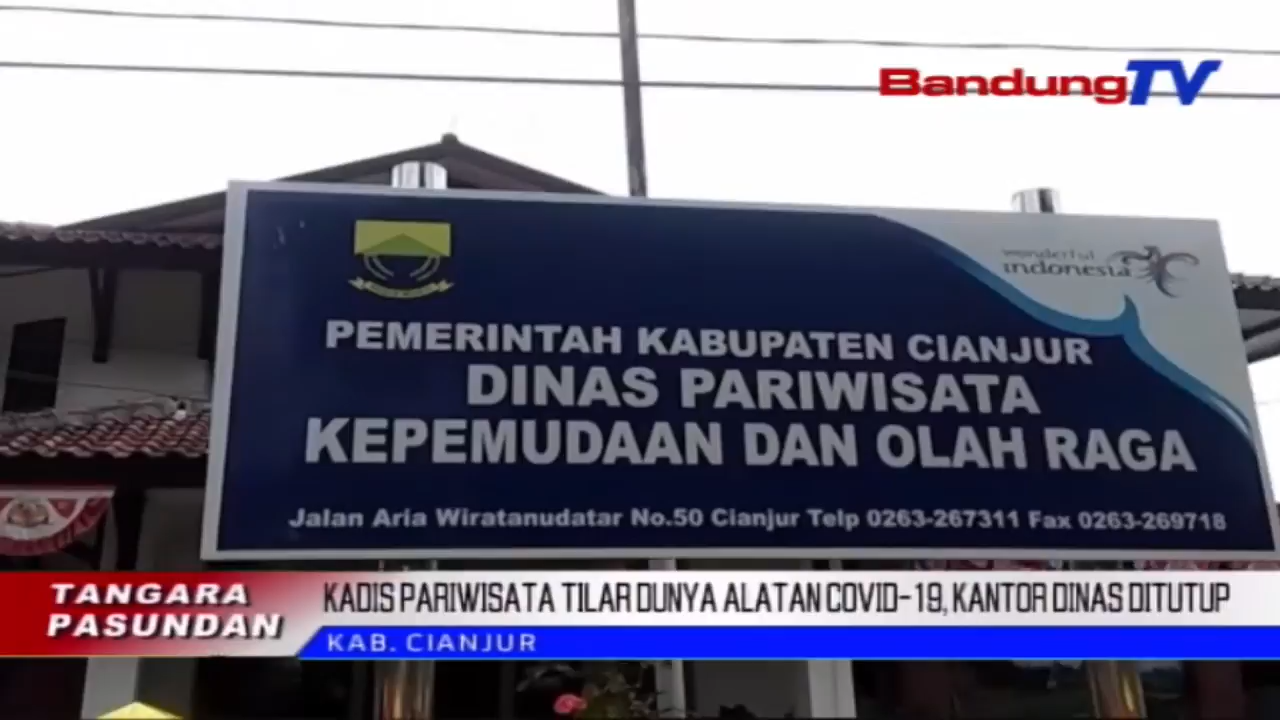 BandungTV
wonderful
indonesia
PEMERINTAH KABUPATEN CIANJUR
DINAS PARIWISATA
KEPEMUDAAN DAN OLAH RAGA
Jalan Aria Wiratanudatar No.50 Cianjur Telp 0263-267311 Fax 0263-269718
TANGARA
PASUNDAN
KADIS PARIWISATA TILAR DUNYA ALATAN COVID-19, KANTOR DINAS DITUTUP
KAB. CIANJUR